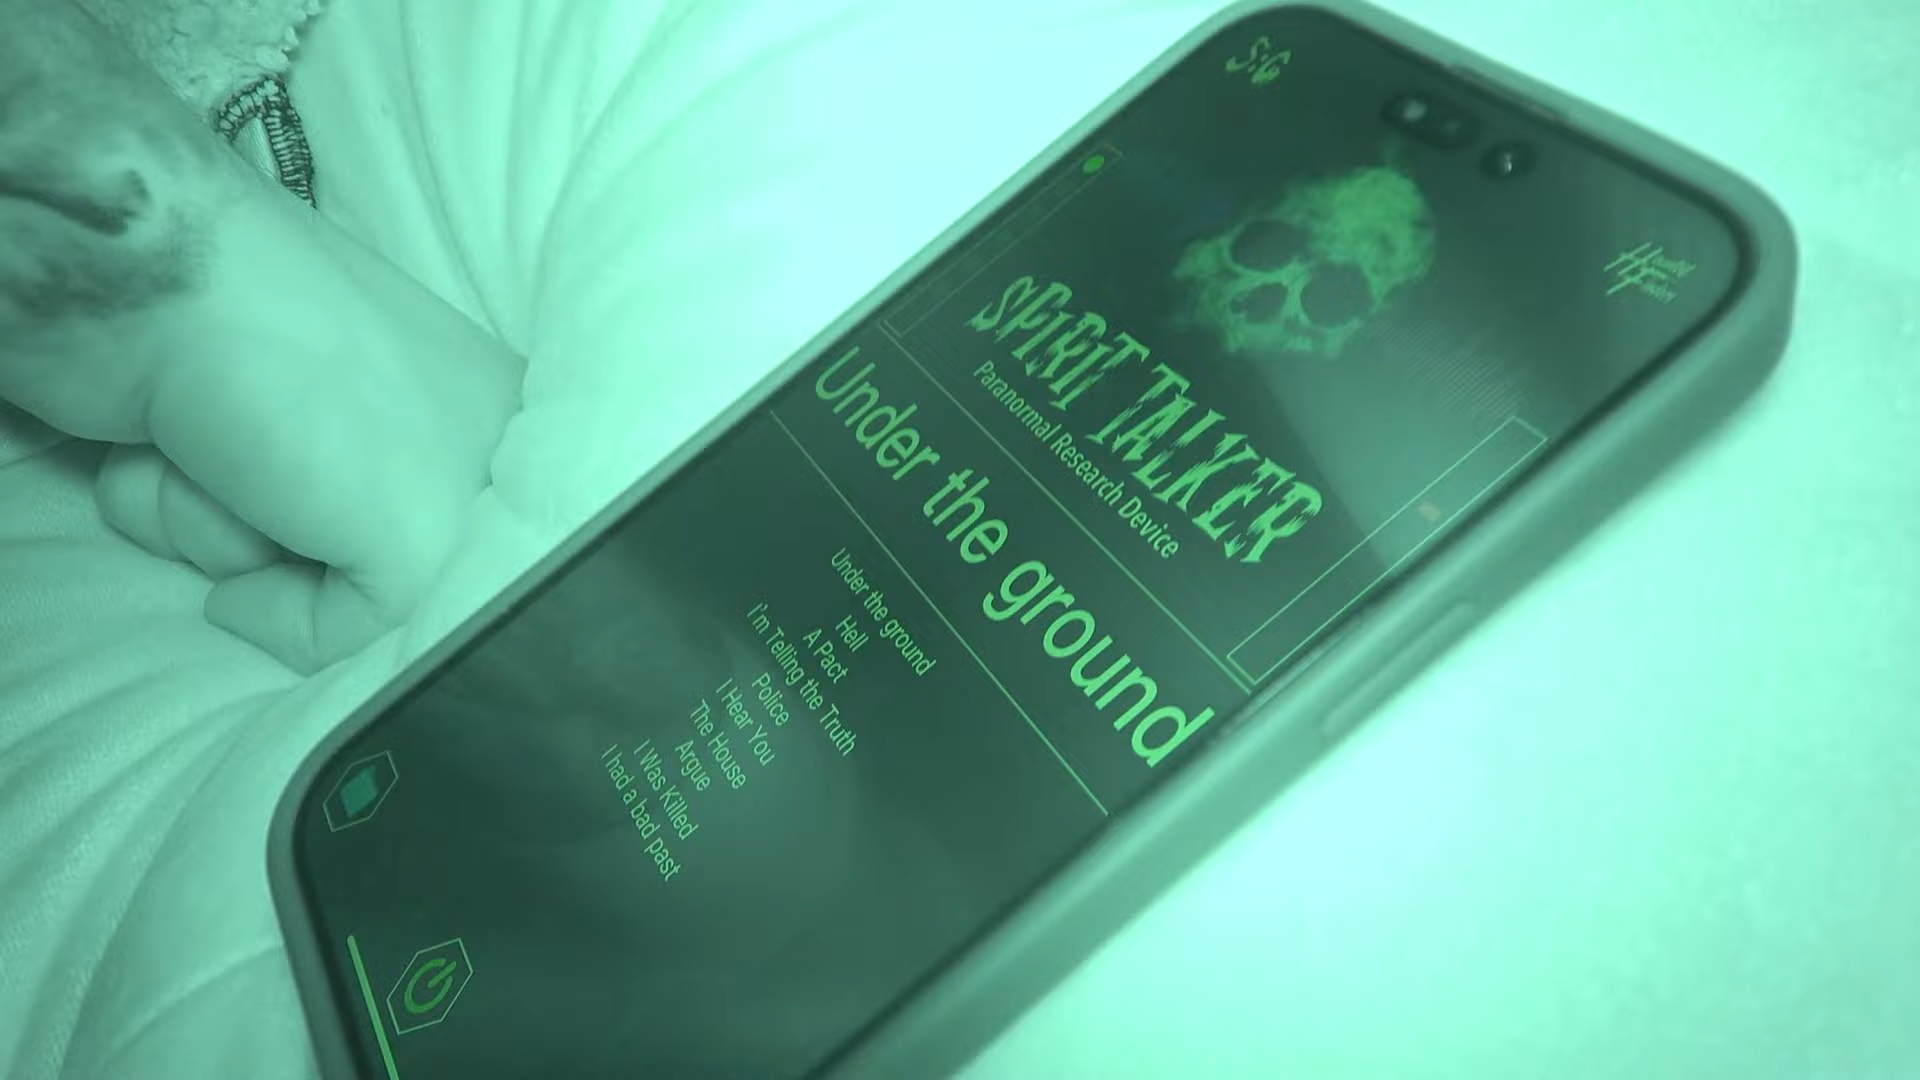 S:G
SPIRIT TALKER
Paranormal Research Device
Under the ground
Under the ground
Hell
A Pact
I'm Telling the Truth
Police
I Hear You
The House
Argue
I Was Killed
I had a bad past